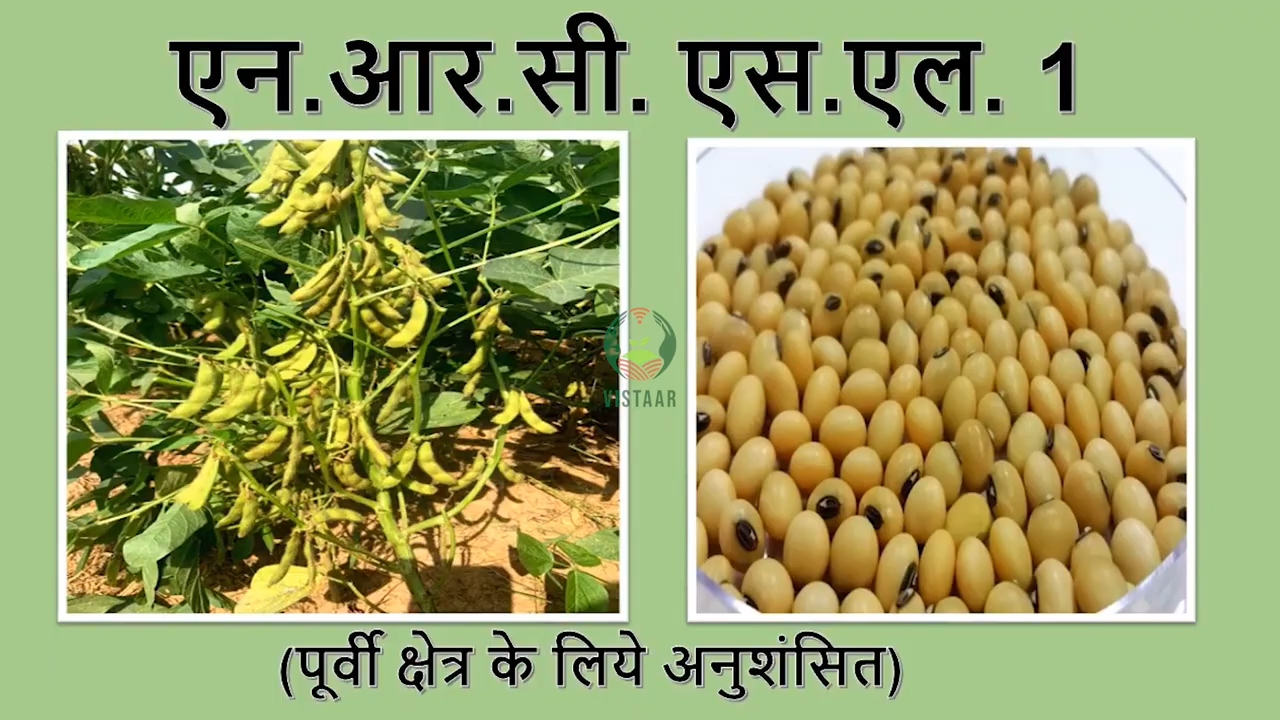 एन.आर.सी. एस.एल. 1
VISTAAR
(पूर्वी क्षेत्र के लिये अनुशंसित)